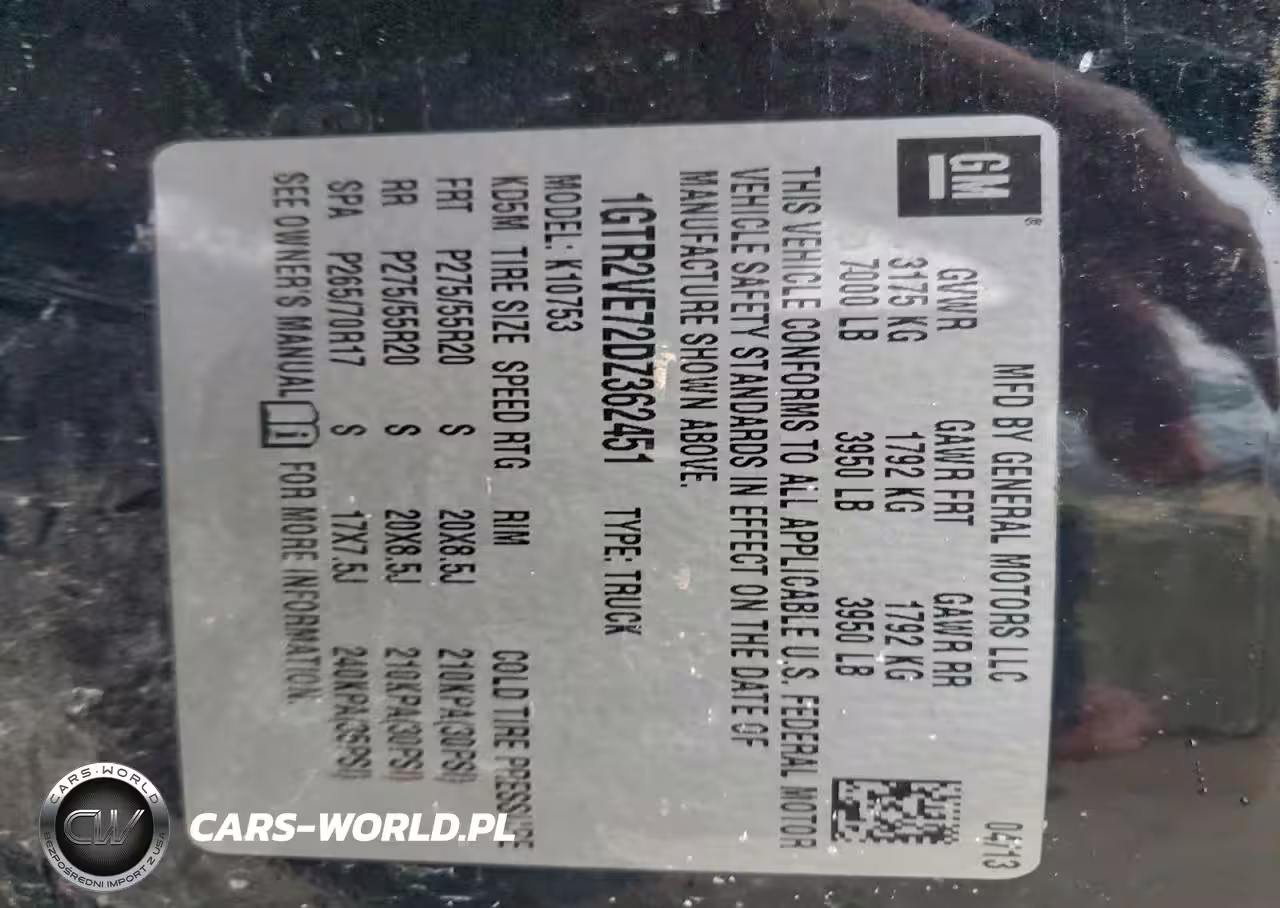 GM®
MFD BY GENERAL MOTORS LLC 04/13
GVWR GAWR FRT GAWR RR
3175 KG 1792 KG 1792 KG
7000 LB 3950 LB 3950 LB
THIS VEHICLE CONFORMS TO ALL APPLICABLE U.S. FEDERAL MOTOR
VEHICLE SAFETY STANDARDS IN EFFECT ON THE DATE OF
MANUFACTURE SHOWN ABOVE.
1GTR2VE72DZ362451 TYPE: TRUCK
MODEL: K10753
KD5M TIRE SIZE SPEED RTG RIM COLD TIRE PRESSURE
FRT P275/55R20 S 20X8.5J 210KPA(30PSI)
RR P275/55R20 S 20X8.5J 210KPA(30PSI)
SPA P265/70R17 S 17X7.5J 240KPA(35PSI)
SEE OWNER'S MANUAL FOR MORE INFORMATION.
CARS-WORLD
CW
BEZPOŚREDNI IMPORT Z USA
CARS-WORLD.PL